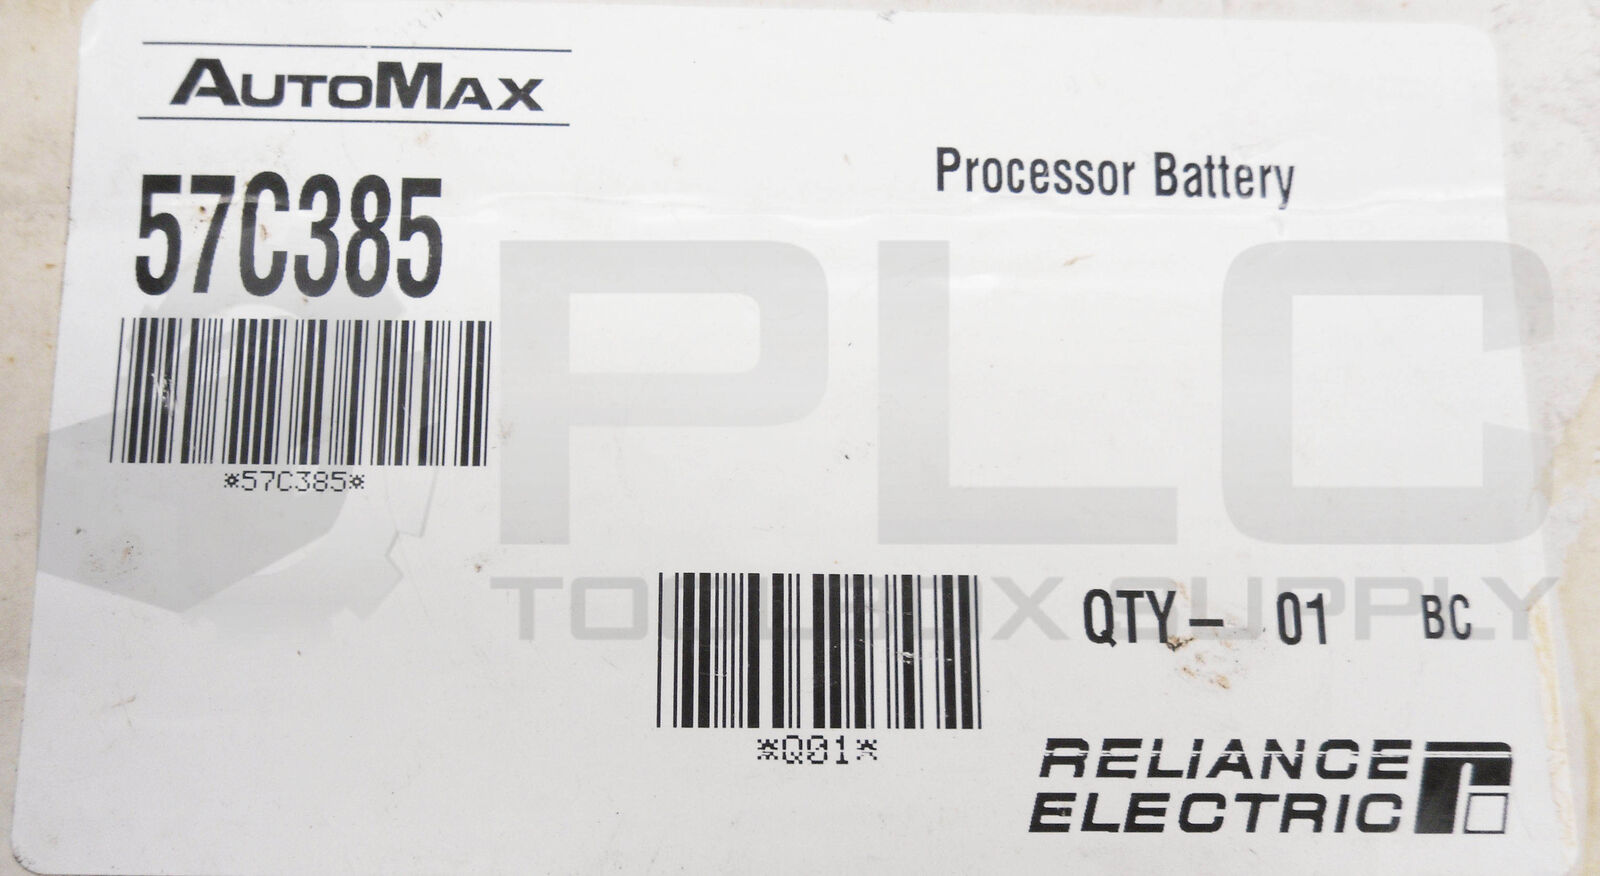 AUTOMAX
57C385
Processor Battery
*57C385*
PLC
TOOLBOX SUPPLY
QTY - 01 BC
*Q01*
RELIANCE
ELECTRIC